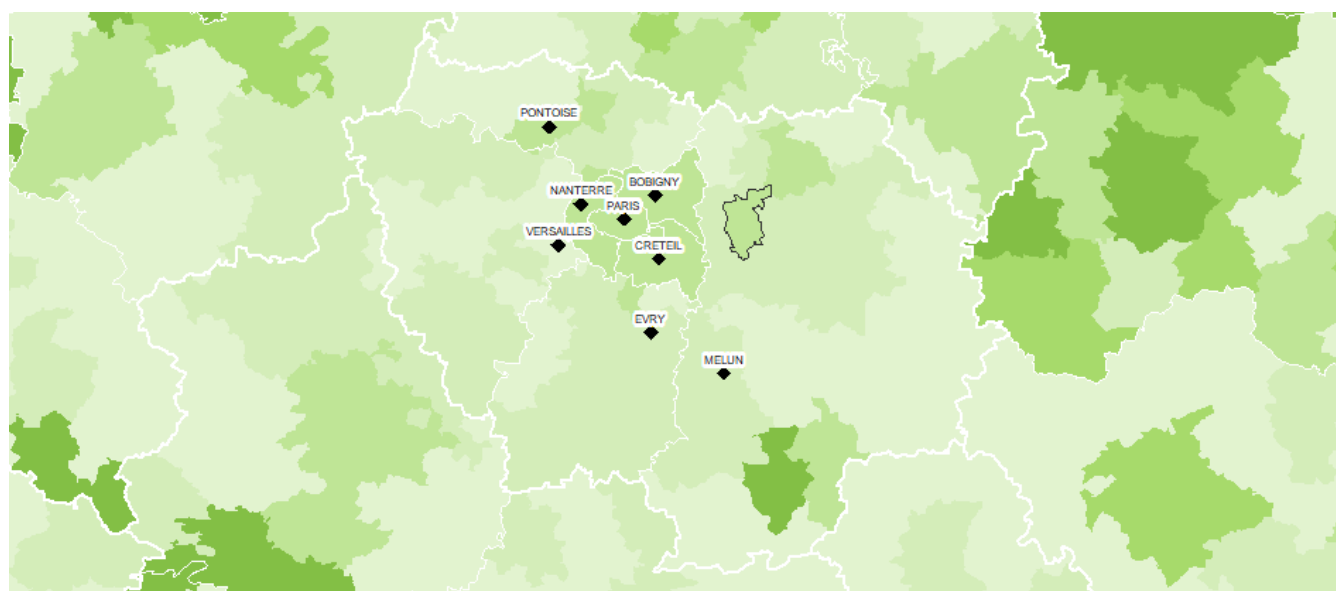 PONTOISE
BOBIGNY
NANTERRE
PARIS
VERSAILLES
CRETEIL
EVRY
MELUN